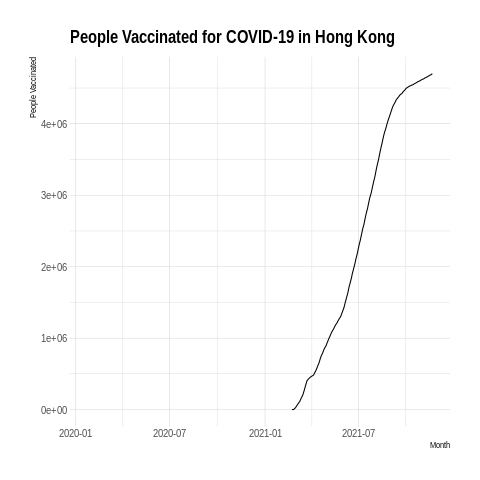 People Vaccinated for COVID-19 in Hong Kong
People Vaccinated
4e+06
3e+06
2e+06
1e+06
0e+00
2020-01 2020-07 2021-01 2021-07
Month